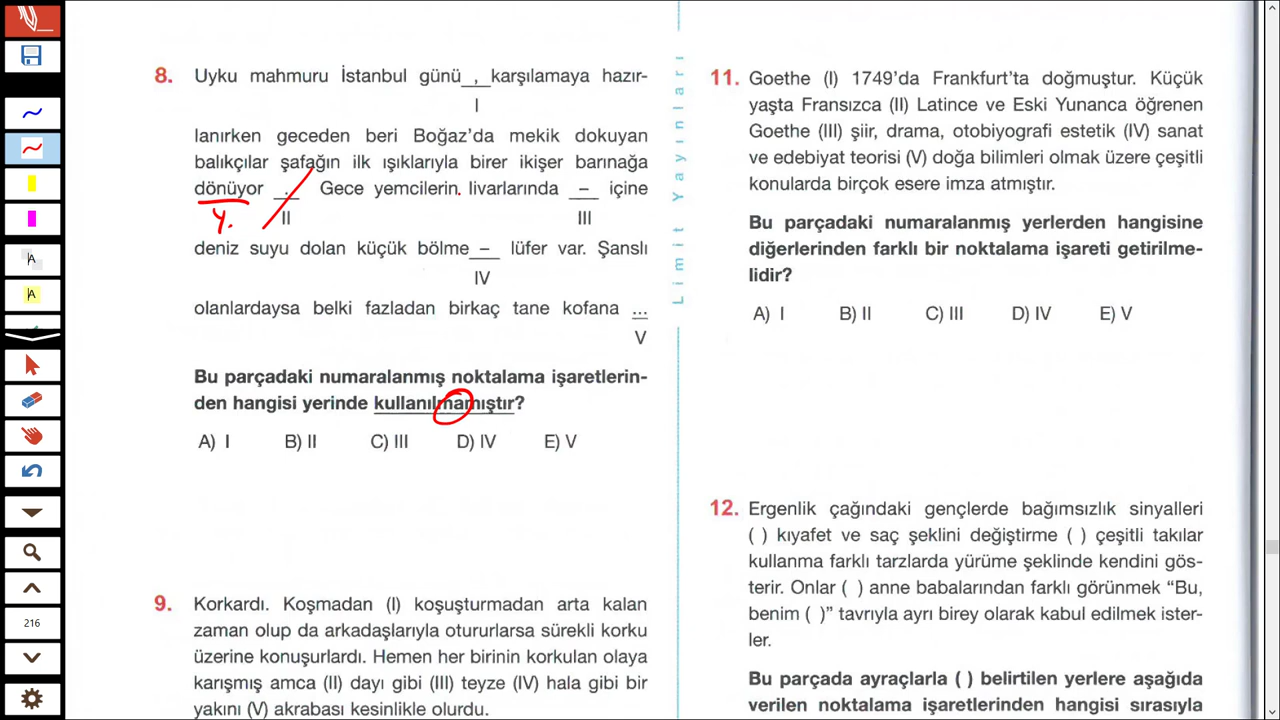 8. Uyku mahmuru İstanbul günü , karşılamaya hazır-
I
lanırken geceden beri Boğaz'da mekik dokuyan
balıkçılar şafağın ilk ışıklarıyla birer ikişer barınağa
dönüyor . Gece yemcilerin livarlarında – içine
y. II III
deniz suyu dolan küçük bölme – lüfer var. Şanslı
IV
olanlardaysa belki fazladan birkaç tane kofana ...
V
Bu parçadaki numaralanmış noktalama işaretlerin-
den hangisi yerinde kullanılmamıştır?
A) I B) II C) III D) IV E) V
9. Korkardı. Koşmadan (I) koşuşturmadan arta kalan
zaman olup da arkadaşlarıyla otururlarsa sürekli korku
üzerine konuşurlardı. Hemen her birinin korkulan olaya
karışmış amca (II) dayı gibi (III) teyze (IV) hala gibi bir
yakını (V) akrabası kesinlikle olurdu.
Limit Yayınları
11. Goethe (I) 1749'da Frankfurt'ta doğmuştur. Küçük
yaşta Fransızca (II) Latince ve Eski Yunanca öğrenen
Goethe (III) şiir, drama, otobiyografi estetik (IV) sanat
ve edebiyat teorisi (V) doğa bilimleri olmak üzere çeşitli
konularda birçok esere imza atmıştır.
Bu parçadaki numaralanmış yerlerden hangisine
diğerlerinden farklı bir noktalama işareti getirilme-
lidir?
A) I B) II C) III D) IV E) V
12. Ergenlik çağındaki gençlerde bağımsızlık sinyalleri
( ) kıyafet ve saç şeklini değiştirme ( ) çeşitli takılar
kullanma farklı tarzlarda yürüme şeklinde kendini gös-
terir. Onlar ( ) anne babalarından farklı görünmek “Bu,
benim ( )” tavrıyla ayrı birey olarak kabul edilmek ister-
ler.
Bu parçada ayraçlarla ( ) belirtilen yerlere aşağıda
verilen noktalama işaretlerinden hangisi sırasıyla
A
A
216